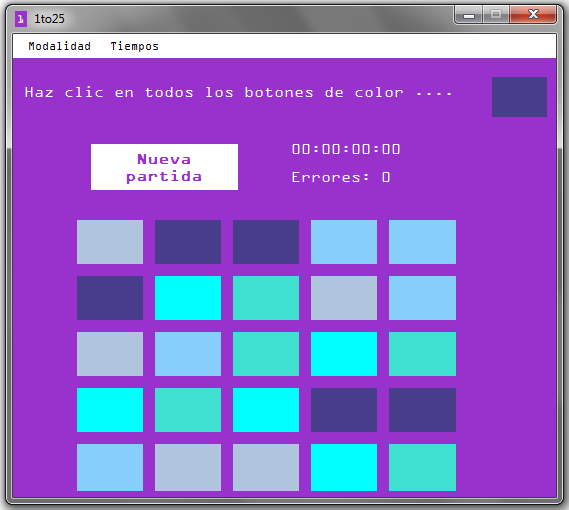 1 1to25
Modalidad Tiempos
Haz clic en todos los botones de color ....
Nueva
partida
00:00:00:00
Errores: 0